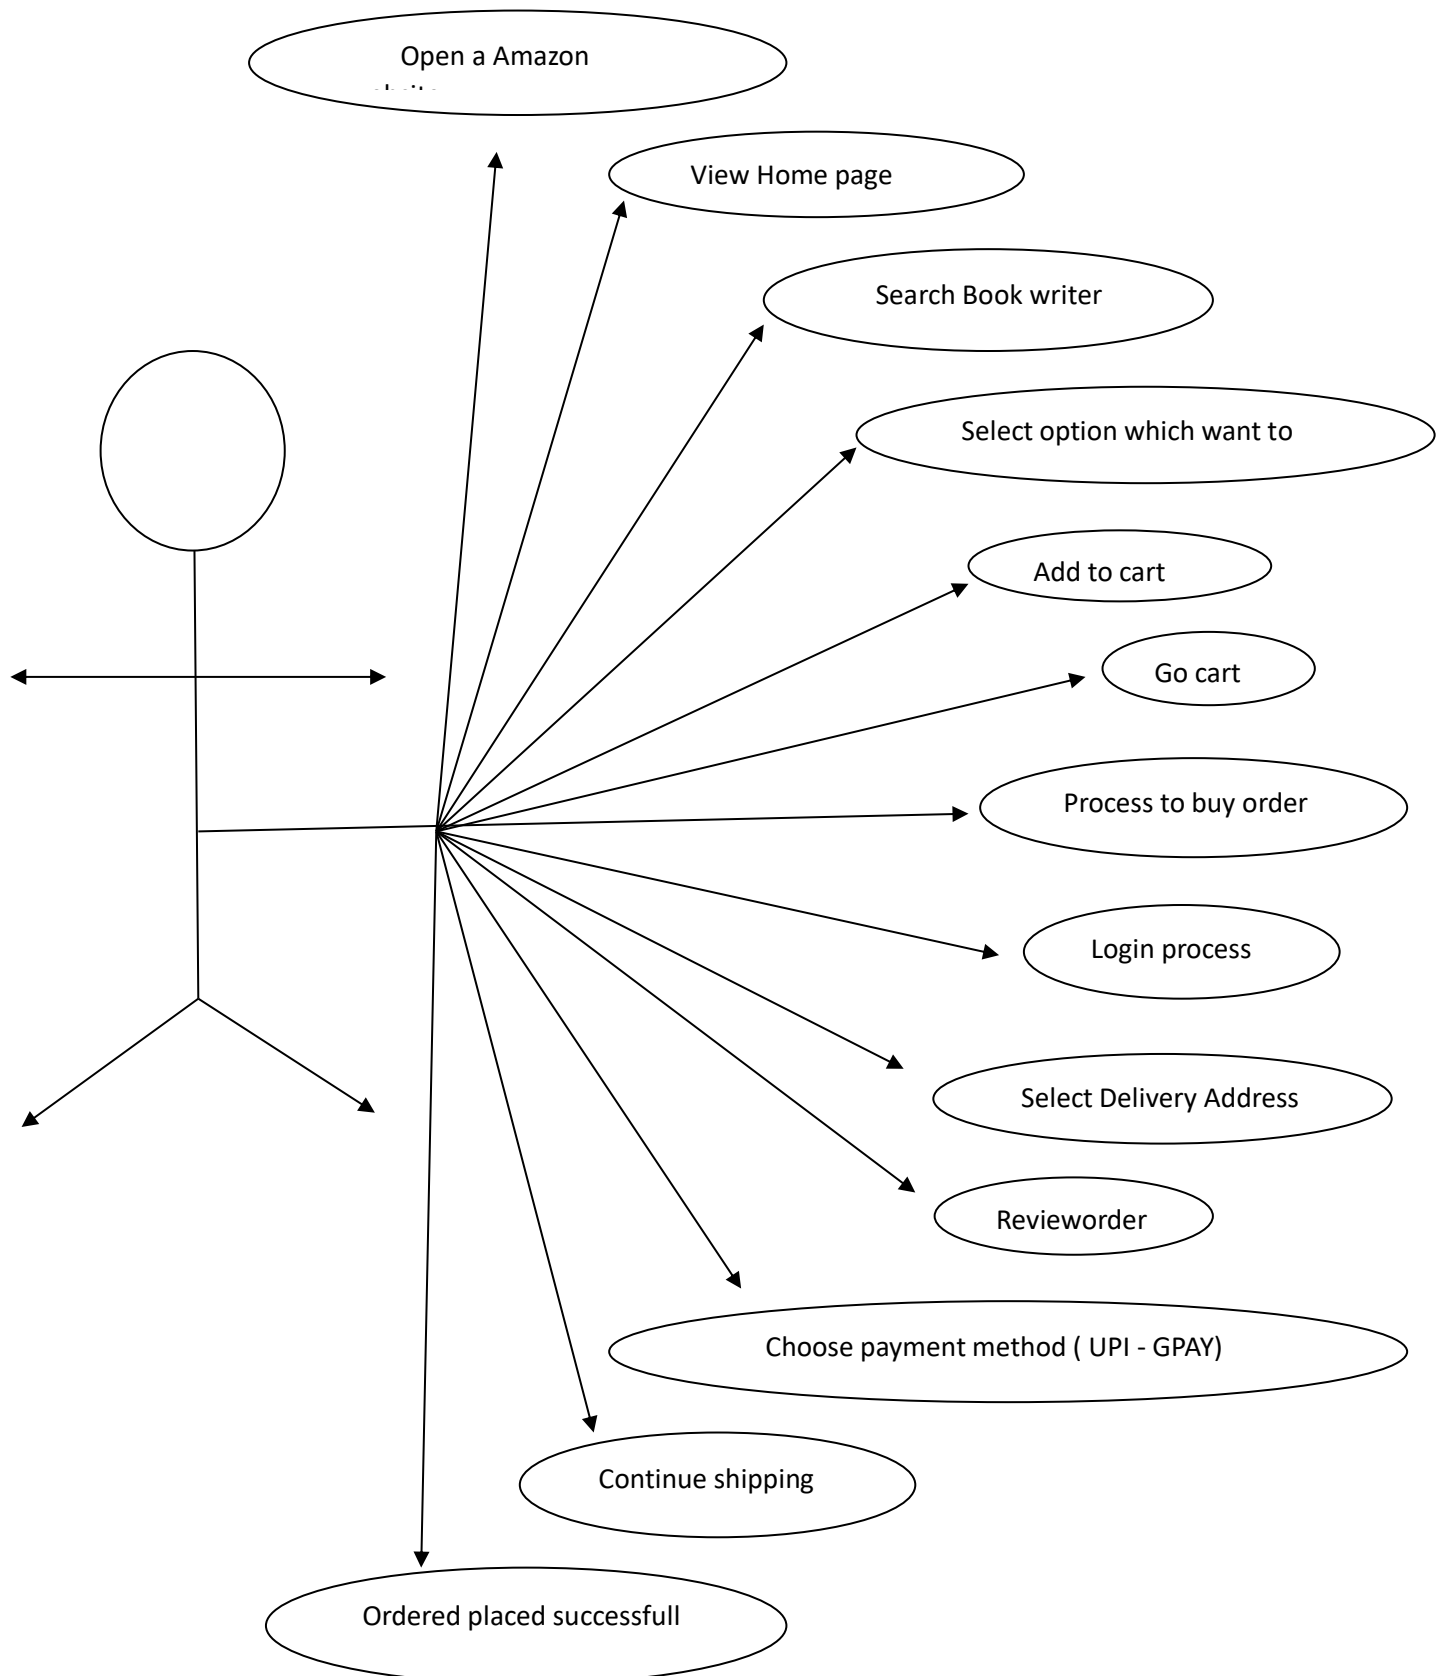 Open a Amazon
View Home page
Search Book writer
Select option which want to
Add to cart
Go cart
Process to buy order
Login process
Select Delivery Address
Revieworder
Choose payment method ( UPI - GPAY)
Continue shipping
Ordered placed successfull